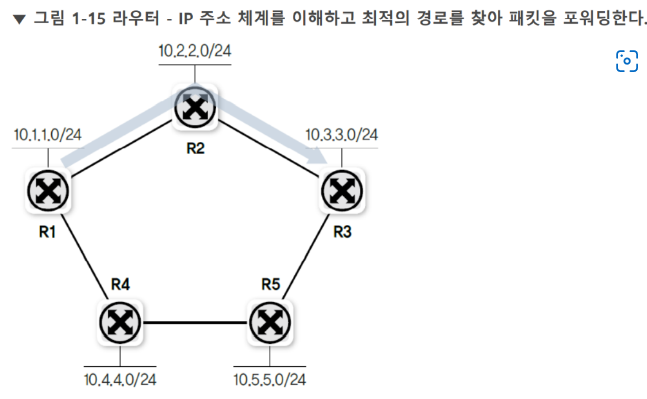 ▼ 그림 1-15 라우터 - IP 주소 체계를 이해하고 최적의 경로를 찾아 패킷을 포워딩한다.
10.2.2.0/24
10.1.1.0/24
10.3.3.0/24
R2
R1
R3
R4
R5
10.4.4.0/24
10.5.5.0/24